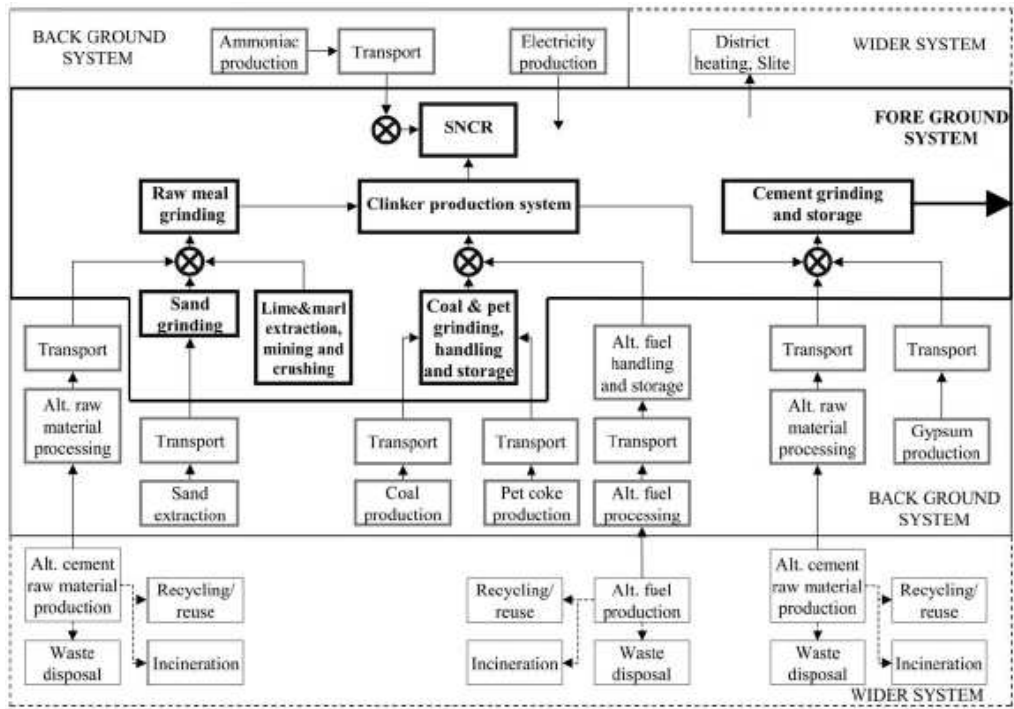 BACK GROUND
SYSTEM
Ammoniac
production
Transport
Electricity
production
District
heating, Slite
WIDER SYSTEM
FORE GROUND
SYSTEM
SNCR
Raw meal
grinding
Clinker production system
Cement grinding
and storage
Sand
grinding
Lime&marl
extraction,
mining and
crushing
Coal & pet
grinding,
handling
and storage
Transport
Alt. fuel
handling
and storage
Transport
Transport
Alt. raw
material
processing
Transport
Transport
Transport
Transport
Alt. raw
material
processing
Gypsum
production
Sand
extraction
Coal
production
Pet coke
production
Alt. fuel
processing
BACK GROUND
SYSTEM
Alt. cement
raw material
production
Recycling/
reuse
Waste
disposal
Incineration
Recycling/
reuse
Alt. fuel
production
Incineration
Waste
disposal
Alt. cement
raw material
production
Recycling/
reuse
Waste
disposal
Incineration
WIDER SYSTEM